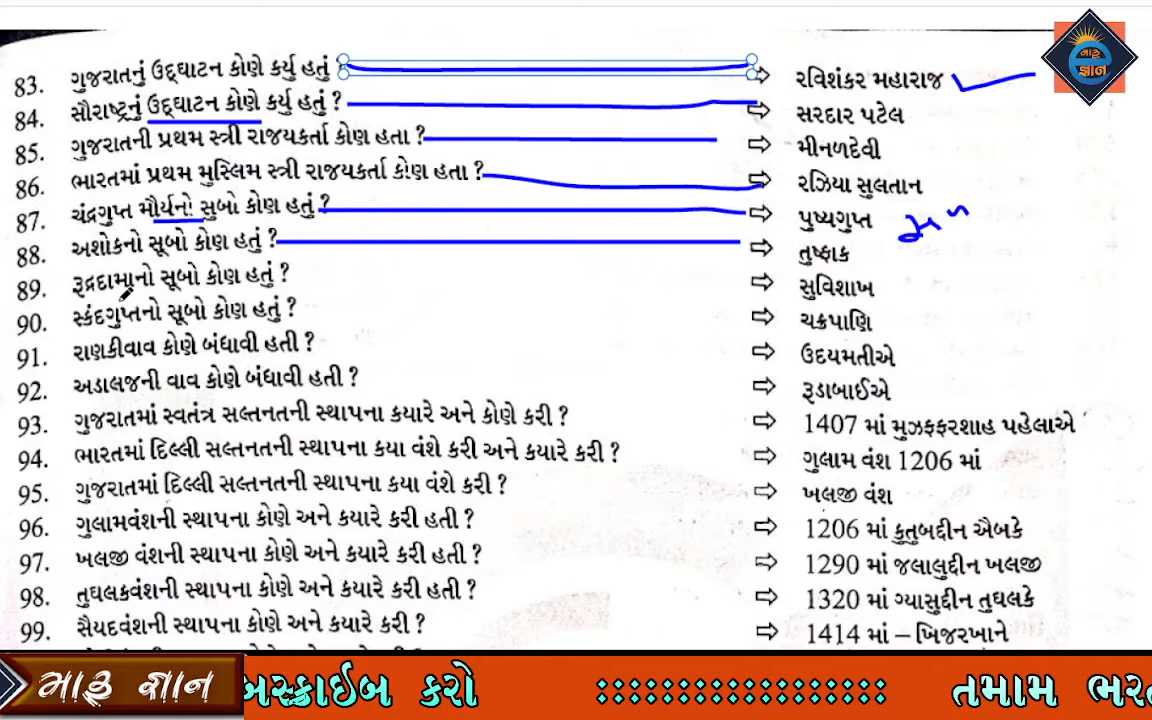 મારૂ
જ્ઞાન
83. ગુજરાતનું ઉદ્દઘાટન કોણે કર્યુ હતું ? ⇨ રવિશંકર મહારાજ
84. સૌરાષ્ટ્રનું ઉદ્દઘાટન કોણે કર્યુ હતું ? ⇨ સરદાર પટેલ
85. ગુજરાતની પ્રથમ સ્ત્રી રાજયકર્તા કોણ હતા ? ⇨ મીનળદેવી
86. ભારતમાં પ્રથમ મુસ્લિમ સ્ત્રી રાજયકર્તા કોણ હતા ? ⇨ રઝિયા સુલતાન
87. ચંદ્રગુપ્ત મૌર્યનો સુબો કોણ હતું ? ⇨ પુષ્યગુપ્ત
88. અશોકનો સૂબો કોણ હતું ? ⇨ તુષ્ફાક
89. રૂદ્રદામાનો સૂબો કોણ હતું ? ⇨ સુવિશાખ
90. સ્કંદગુપ્તનો સૂબો કોણ હતું ? ⇨ ચક્રપાણિ
91. રાણકીવાવ કોણે બંધાવી હતી ? ⇨ ઉદયમતીએ
92. અડાલજની વાવ કોણે બંધાવી હતી ? ⇨ રૂડાબાઈએ
93. ગુજરાતમાં સ્વતંત્ર સલ્તનતની સ્થાપના કયારે અને કોણે કરી ? ⇨ 1407 માં મુઝફફરશાહ પહેલાએ
94. ભારતમાં દિલ્લી સલ્તનતની સ્થાપના કયા વંશે કરી અને કયારે કરી ? ⇨ ગુલામ વંશ 1206 માં
95. ગુજરાતમાં દિલ્લી સલ્તનતની સ્થાપના કયા વંશે કરી ? ⇨ ખલજી વંશ
96. ગુલામવંશની સ્થાપના કોણે અને કયારે કરી હતી ? ⇨ 1206 માં કુતુબદ્દીન ઐબકે
97. ખલજી વંશની સ્થાપના કોણે અને કયારે કરી હતી ? ⇨ 1290 માં જલાલુદ્દીન ખલજી
98. તુઘલકવંશની સ્થાપના કોણે અને કયારે કરી હતી ? ⇨ 1320 માં ગ્યાસુદ્દીન તુઘલકે
99. સૈયદવંશની સ્થાપના કોણે અને કયારે કરી ? ⇨ 1414 માં – ખિજરખાને
મારૂ જ્ઞાન બસ્ક્રાઈબ કરો :::::::::::::::::::::: તમામ ભર